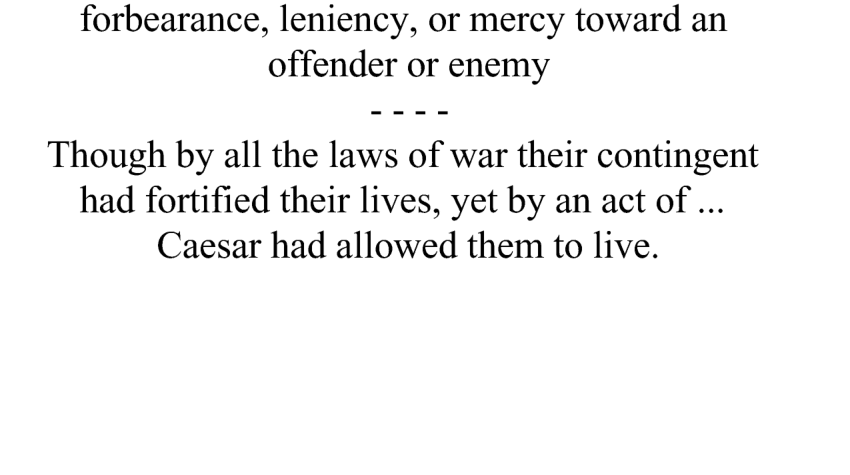 forbearance, leniency, or mercy toward an
offender or enemy
- - - -
Though by all the laws of war their contingent
had fortified their lives, yet by an act of ...
Caesar had allowed them to live.